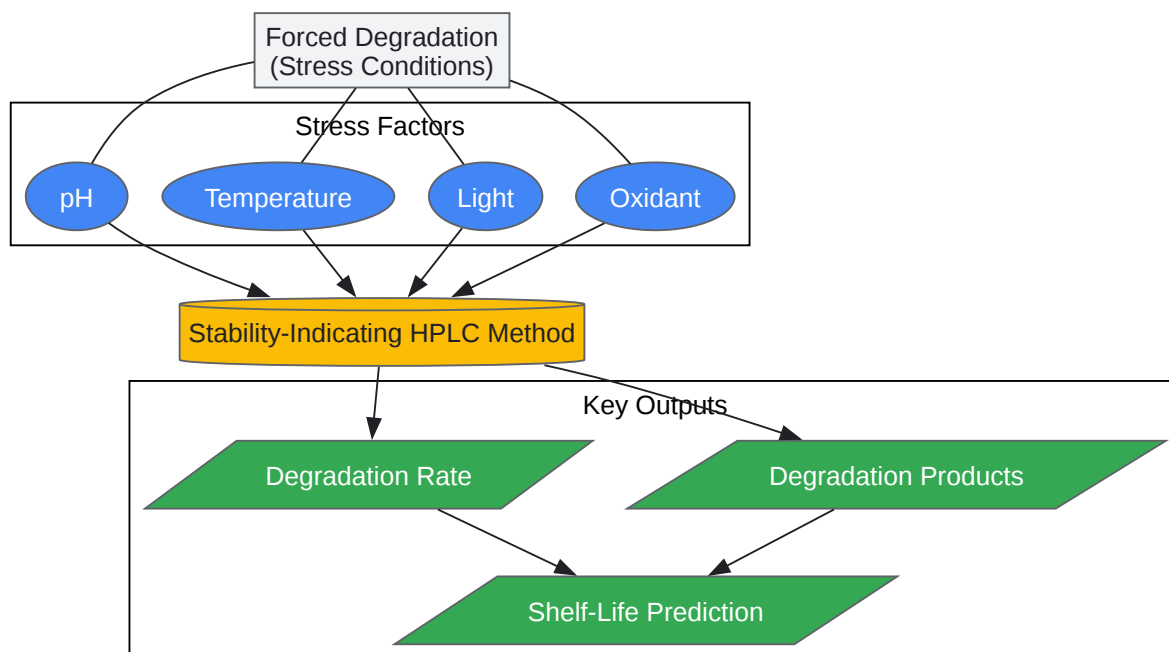 Forced Degradation
(Stress Conditions)
Stress Factors
pH
Temperature
Light
Oxidant
Stability-Indicating HPLC Method
Key Outputs
Degradation Rate
Degradation Products
Shelf-Life Prediction